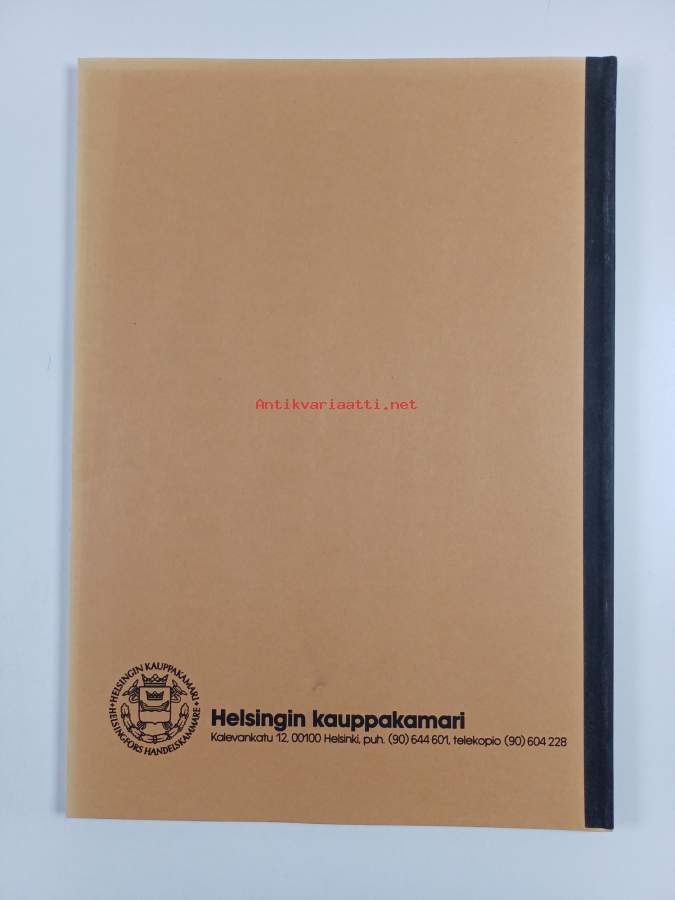 Antikvariaatti.net
HELSINGIN KAUPPAKAMARI
HELSINGFORS HANDELSKAMMARE
Helsingin kauppakamari
Kalevankatu 12, 00100 Helsinki, puh. (90) 644 601, telekopio (90) 604 228